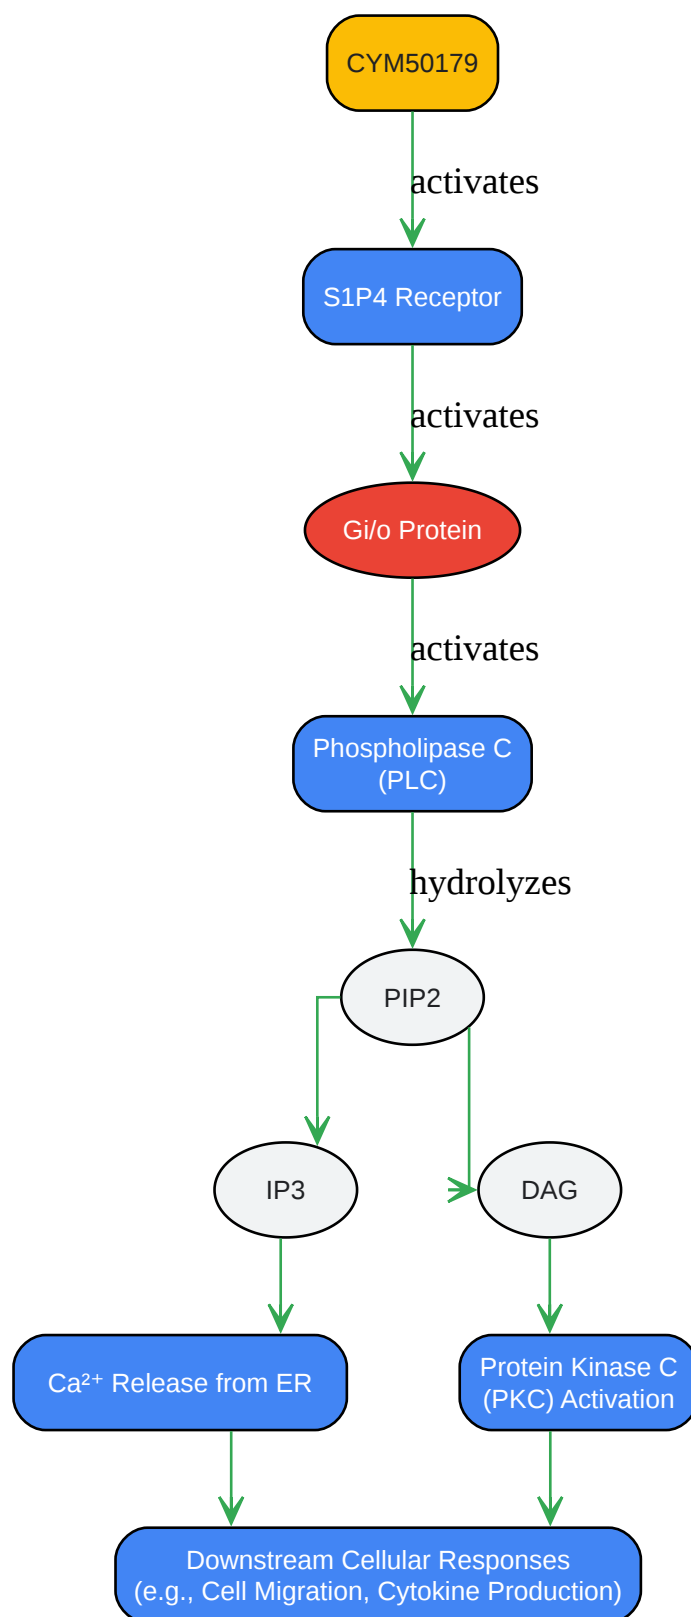 CYM50179
activates
S1P4 Receptor
activates
Gi/o Protein
activates
Phospholipase C
(PLC)
hydrolyzes
PIP2
IP3
DAG
Ca²⁺ Release from ER
Protein Kinase C
(PKC) Activation
Downstream Cellular Responses
(e.g., Cell Migration, Cytokine Production)